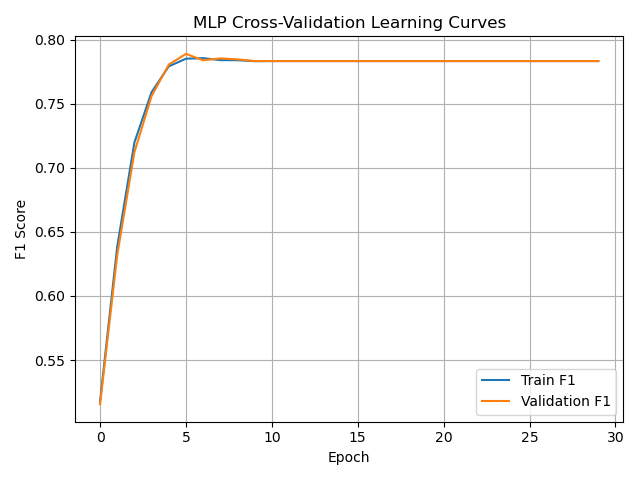 MLP Cross-Validation Learning Curves
0.80
0.75
0.70
0.65
0.60
0.55
F1 Score
Train F1
Validation F1
0 5 10 15 20 25 30
Epoch